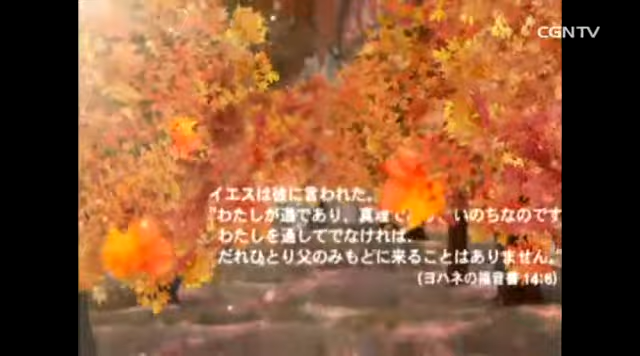 CGNTV
イエスは彼に言われた。
『わたしが道であり、真理であり、いのちなのです
わたしを通してでなければ、
だれひとり父のみもとに来ることはありません。
(ヨハネの福音書 14:6)